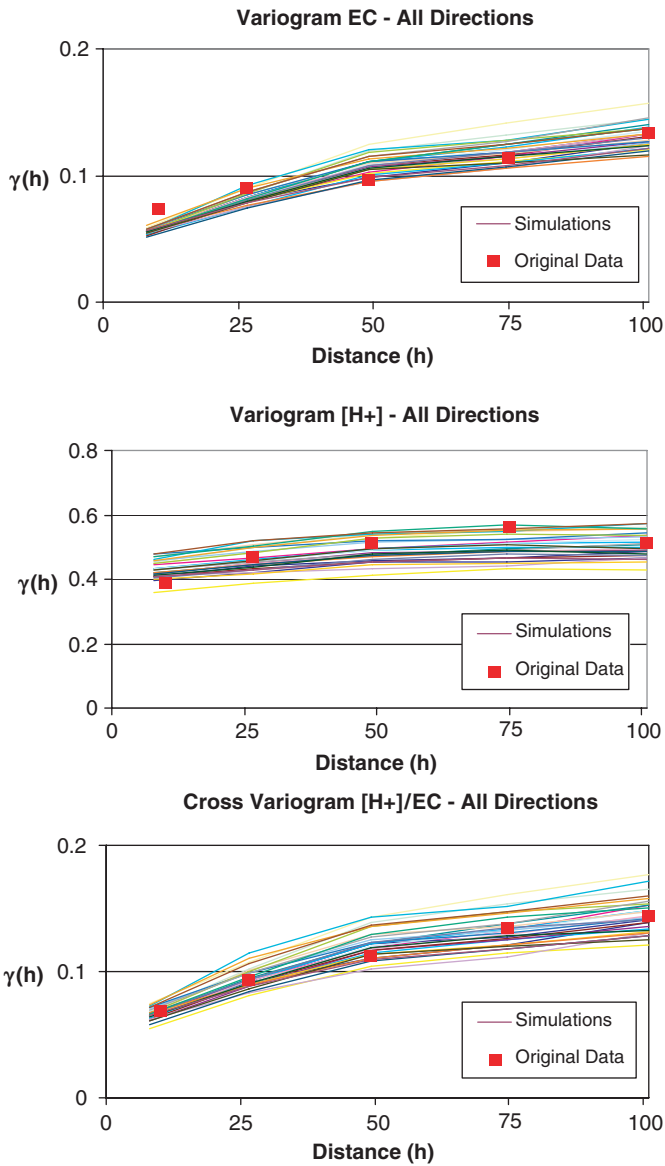 Variogram EC - All Directions
0.2
0.1
0
γ(h)
Simulations
Original Data
0 25 50 75 100
Distance (h)
Variogram [H+] - All Directions
0.8
0.6
0.4
0.2
0
γ(h)
Simulations
Original Data
0 25 50 75 100
Distance (h)
Cross Variogram [H+]/EC - All Directions
0.2
0.1
0
γ(h)
Simulations
Original Data
0 25 50 75 100
Distance (h)